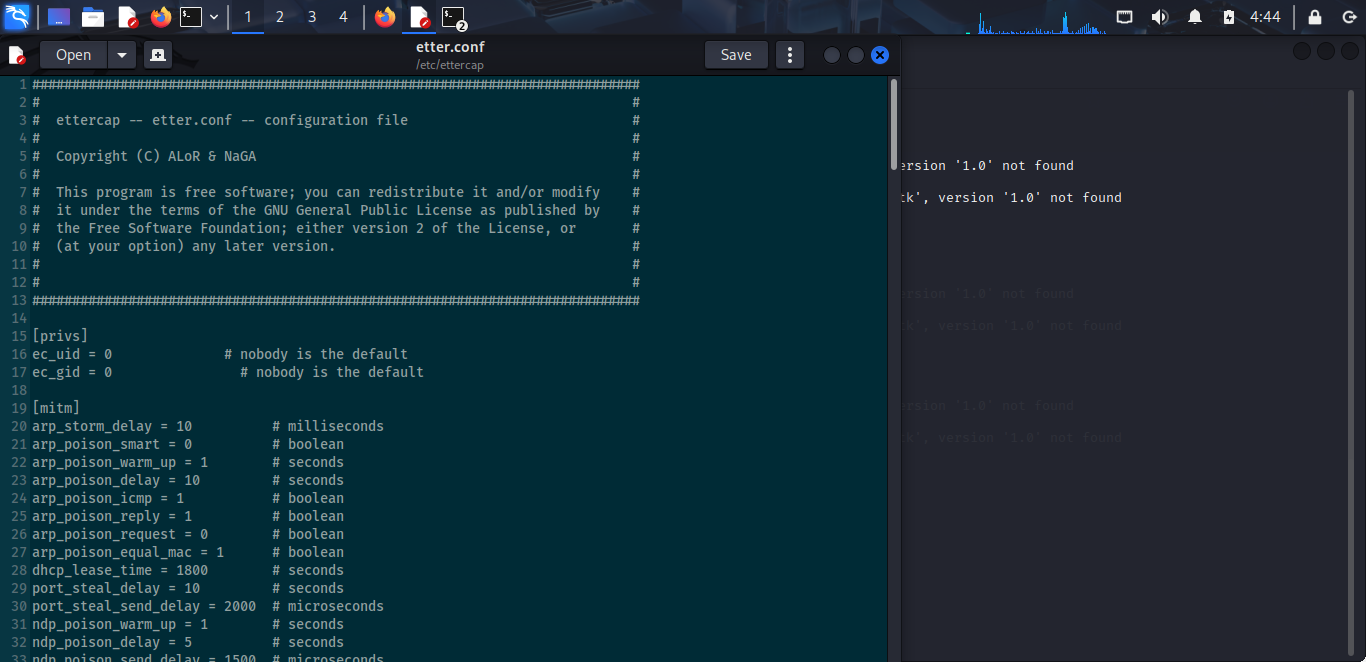 1 2 3 4
2
4:44
Open
etter.conf
/etc/ettercap
Save
1 ############################################################################
2 #                                                                          #
3 #  ettercap -- etter.conf -- configuration file                            #
4 #                                                                          #
5 #  Copyright (C) ALoR & NaGA                                               #
6 #                                                                          #
7 #  This program is free software; you can redistribute it and/or modify    #
8 #  it under the terms of the GNU General Public License as published by    #
9 #  the Free Software Foundation; either version 2 of the License, or       #
10 #  (at your option) any later version.                                     #
11 #                                                                          #
12 #                                                                          #
13 ############################################################################
14
15 [privs]
16 ec_uid = 0              # nobody is the default
17 ec_gid = 0                # nobody is the default
18
19 [mitm]
20 arp_storm_delay = 10          # milliseconds
21 arp_poison_smart = 0          # boolean
22 arp_poison_warm_up = 1        # seconds
23 arp_poison_delay = 10         # seconds
24 arp_poison_icmp = 1           # boolean
25 arp_poison_reply = 1          # boolean
26 arp_poison_request = 0        # boolean
27 arp_poison_equal_mac = 1      # boolean
28 dhcp_lease_time = 1800        # seconds
29 port_steal_delay = 10         # seconds
30 port_steal_send_delay = 2000  # microseconds
31 ndp_poison_warm_up = 1        # seconds
32 ndp_poison_delay = 5          # seconds
33 ndp_poison_send_delay = 1500  # microseconds
ersion '1.0' not found
ck', version '1.0' not found
ersion '1.0' not found
ck', version '1.0' not found
ersion '1.0' not found
ck', version '1.0' not found